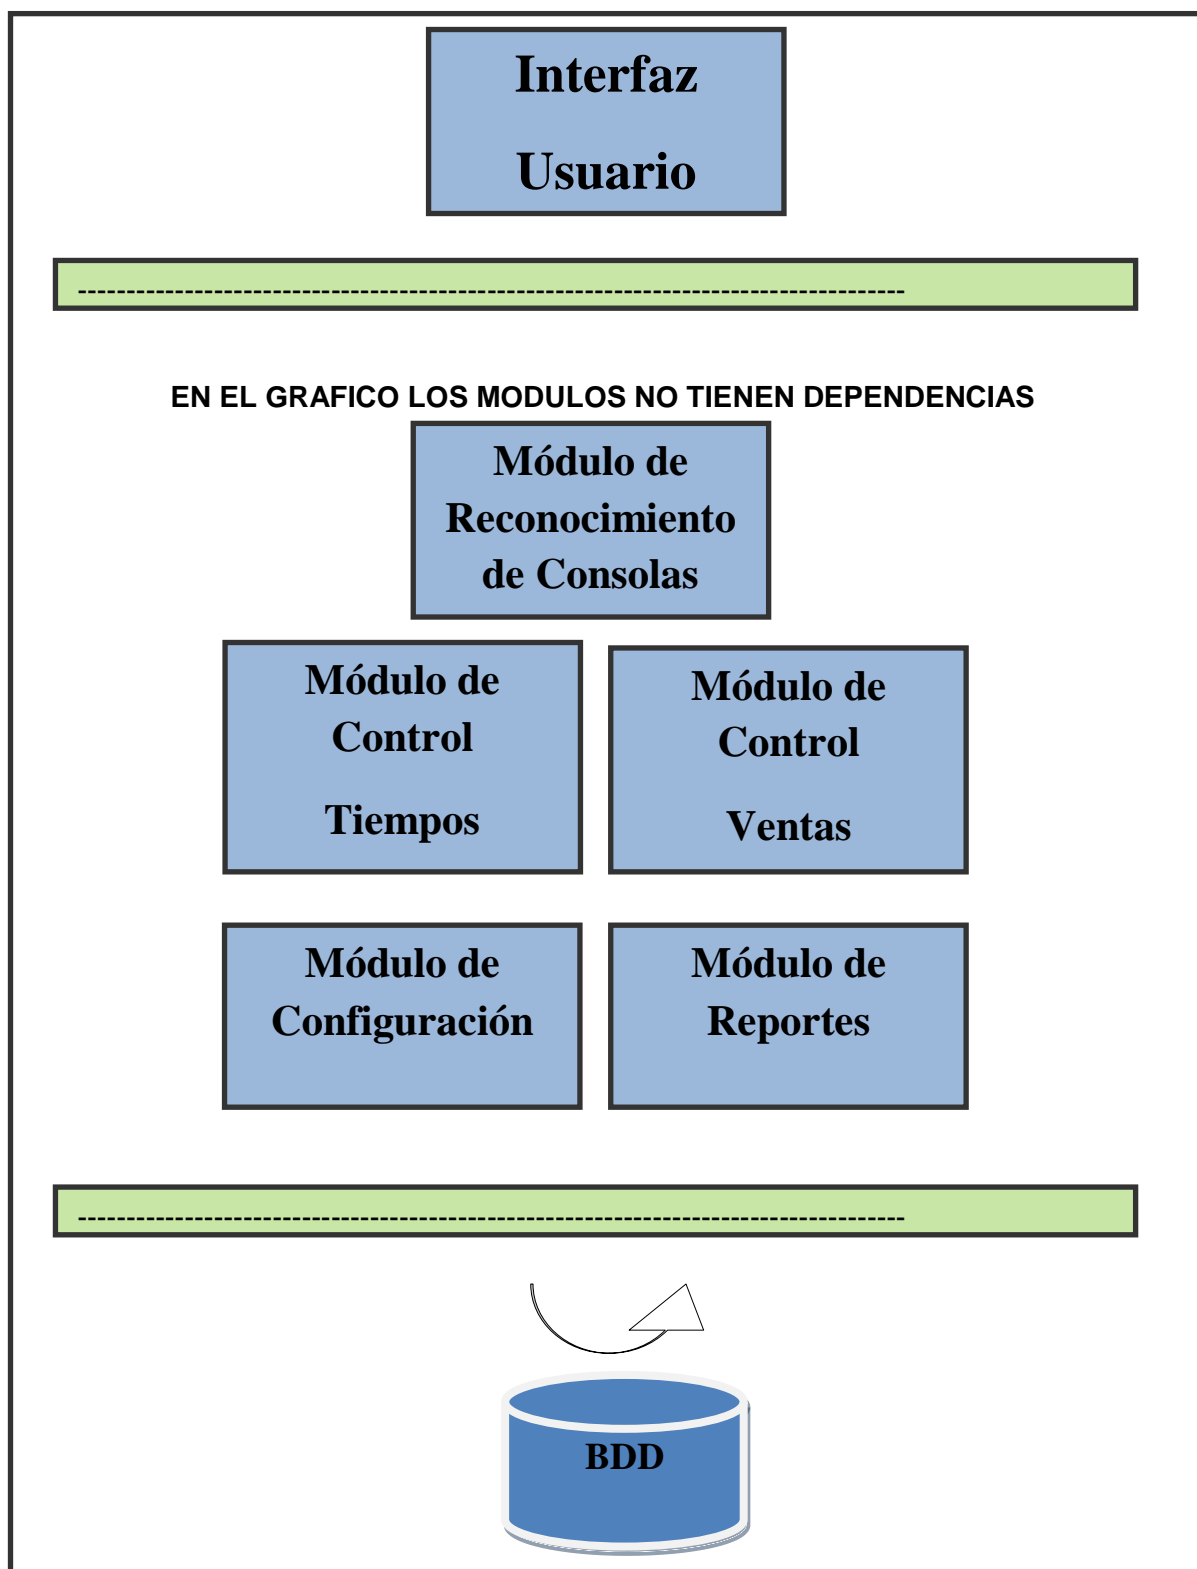 Interfaz
Usuario
-------------------------------------------------------------------------------------
EN EL GRAFICO LOS MODULOS NO TIENEN DEPENDENCIAS
Módulo de
Reconocimiento
de Consolas
Módulo de
Control
Tiempos
Módulo de
Control
Ventas
Módulo de
Configuración
Módulo de
Reportes
-------------------------------------------------------------------------------------
BDD